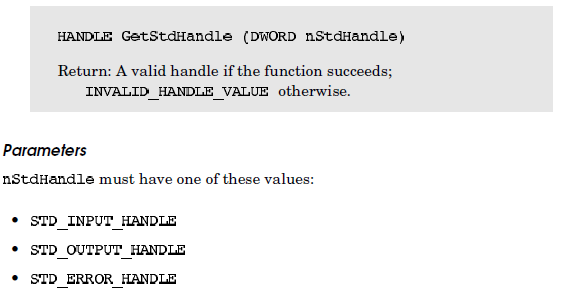 HANDLE GetStdHandle (DWORD nStdHandle)
Return: A valid handle if the function succeeds;
INVALID_HANDLE_VALUE otherwise.
Parameters
nStdHandle must have one of these values:
• STD_INPUT_HANDLE
• STD_OUTPUT_HANDLE
• STD_ERROR_HANDLE